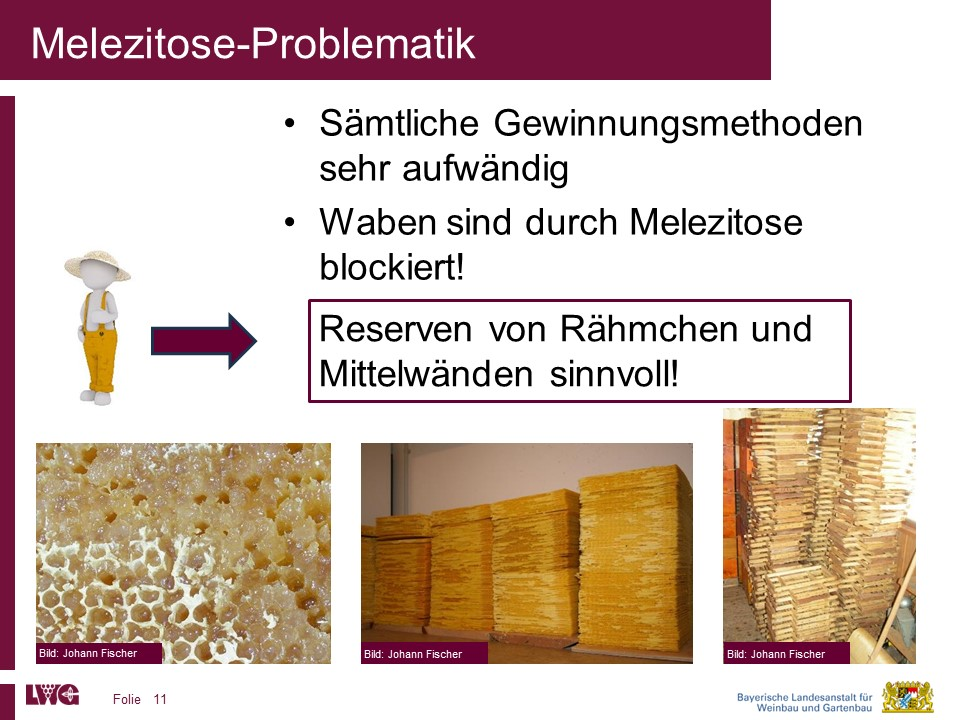 Melezitose-Problematik
• Sämtliche Gewinnungsmethoden
sehr aufwändig
• Waben sind durch Melezitose
blockiert!
Reserven von Rähmchen und
Mittelwänden sinnvoll!
Bild: Johann Fischer
Bild: Johann Fischer
Bild: Johann Fischer
LWG
Folie 11
Bayerische Landesanstalt für
Weinbau und Gartenbau